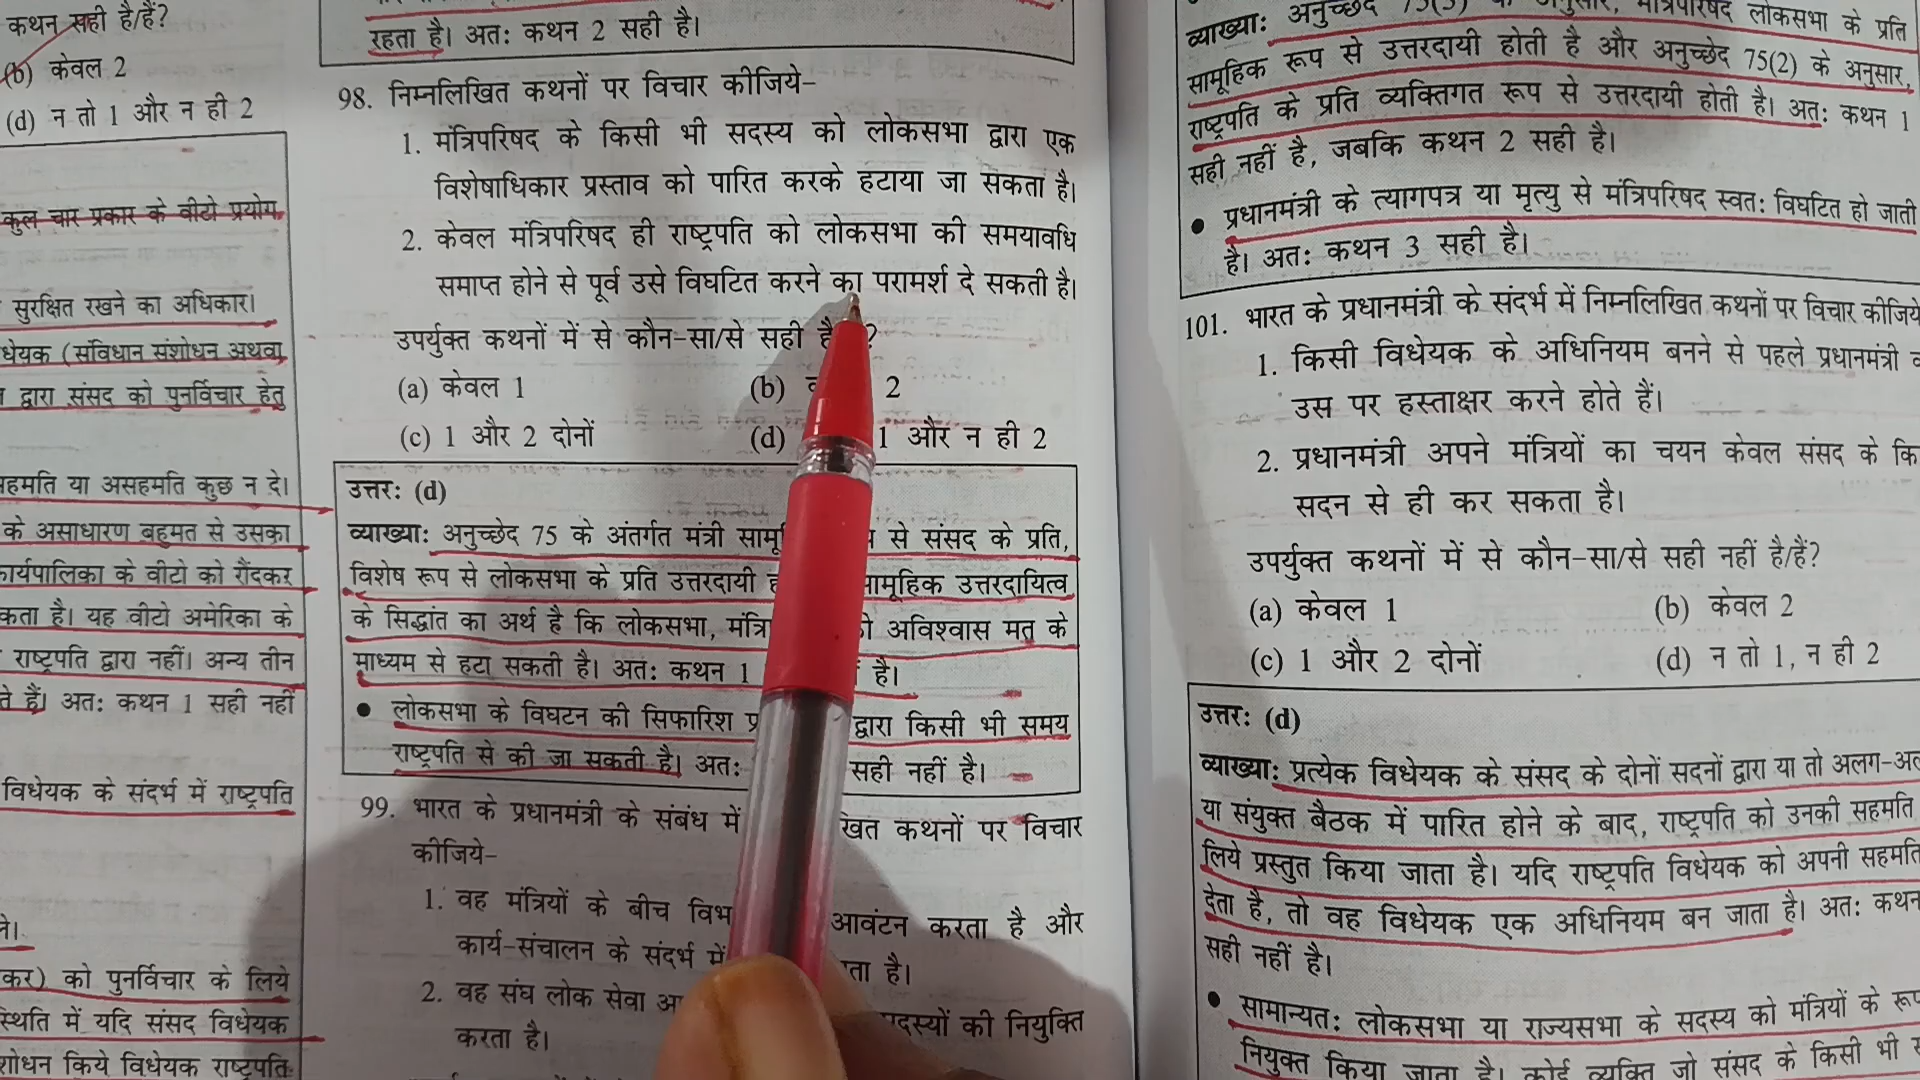 कथन सही है/हैं?
(b) केवल 2
(d) न तो 1 और न ही 2
कुल चार प्रकार के वीटो प्रयोग
सुरक्षित रखने का अधिकार।
धेयक (संविधान संशोधन अथवा
द्वारा संसद को पुनर्विचार हेतु
सहमति या असहमति कुछ न दे।
के असाधारण बहुमत से उसका
कार्यपालिका के वीटो को रौंदकर
कता है। यह वीटो अमेरिका के
राष्ट्रपति द्वारा नहीं। अन्य तीन
ते हैं। अतः कथन 1 सही नहीं
विधेयक के संदर्भ में राष्ट्रपति
कर) को पुनर्विचार के लिये
स्थिति में यदि संसद विधेयक
शोधन किये विधेयक राष्ट्रपति
रहता है। अतः कथन 2 सही है।
98. निम्नलिखित कथनों पर विचार कीजिये-
1. मंत्रिपरिषद के किसी भी सदस्य को लोकसभा द्वारा एक
विशेषाधिकार प्रस्ताव को पारित करके हटाया जा सकता है।
2. केवल मंत्रिपरिषद ही राष्ट्रपति को लोकसभा की समयावधि
समाप्त होने से पूर्व उसे विघटित करने का परामर्श दे सकती है।
उपर्युक्त कथनों में से कौन-सा/से सही है ?
(a) केवल 1
(b) 2
(c) 1 और 2 दोनों
(d) 1 और न ही 2
उत्तरः (d)
व्याख्याः अनुच्छेद 75 के अंतर्गत मंत्री से संसद के प्रति,
विशेष रूप से लोकसभा के प्रति उत्तरदायी सामूहिक उत्तरदायित्व
के सिद्धांत का अर्थ है कि लोकसभा, अविश्वास मत के
माध्यम से हटा सकती है। अतः कथन 1 है।
• लोकसभा के विघटन की सिफारिश द्वारा किसी भी समय
राष्ट्रपति से की जा सकती है। अतः सही नहीं है।
99. भारत के प्रधानमंत्री के संबंध में कथनों पर विचार
कीजिये-
1. वह मंत्रियों के बीच आवंटन करता है और
कार्य-संचालन के संदर्भ में है।
2. वह संघ लोक सेवा की नियुक्ति
करता है।
व्याख्याः अनुच्छेद 75(3) के अनुसार, मंत्रिपरिषद लोकसभा के प्रति
सामूहिक रूप से उत्तरदायी होती है और अनुच्छेद 75(2) के अनुसार,
राष्ट्रपति के प्रति व्यक्तिगत रूप से उत्तरदायी होती है। अतः कथन 1
सही नहीं है, जबकि कथन 2 सही है।
• प्रधानमंत्री के त्यागपत्र या मृत्यु से मंत्रिपरिषद स्वतः विघटित हो जाती
है। अतः कथन 3 सही है।
101. भारत के प्रधानमंत्री के संदर्भ में निम्नलिखित कथनों पर विचार कीजिये
1. किसी विधेयक के अधिनियम बनने से पहले प्रधानमंत्री
उस पर हस्ताक्षर करने होते हैं।
2. प्रधानमंत्री अपने मंत्रियों का चयन केवल संसद के कि
सदन से ही कर सकता है।
उपर्युक्त कथनों में से कौन-सा/से सही नहीं है/हैं?
(a) केवल 1
(b) केवल 2
(c) 1 और 2 दोनों
(d) न तो 1, न ही 2
उत्तरः (d)
व्याख्याः प्रत्येक विधेयक के संसद के दोनों सदनों द्वारा या तो अलग-अल
या संयुक्त बैठक में पारित होने के बाद, राष्ट्रपति को उनकी सहमति
लिये प्रस्तुत किया जाता है। यदि राष्ट्रपति विधेयक को अपनी सहमति
देता है, तो वह विधेयक एक अधिनियम बन जाता है। अतः कथन
सही नहीं है।
• सामान्यतः लोकसभा या राज्यसभा के सदस्य को मंत्रियों के रूप
नियुक्त किया जाता है। कोई व्यक्ति जो संसद के किसी भी